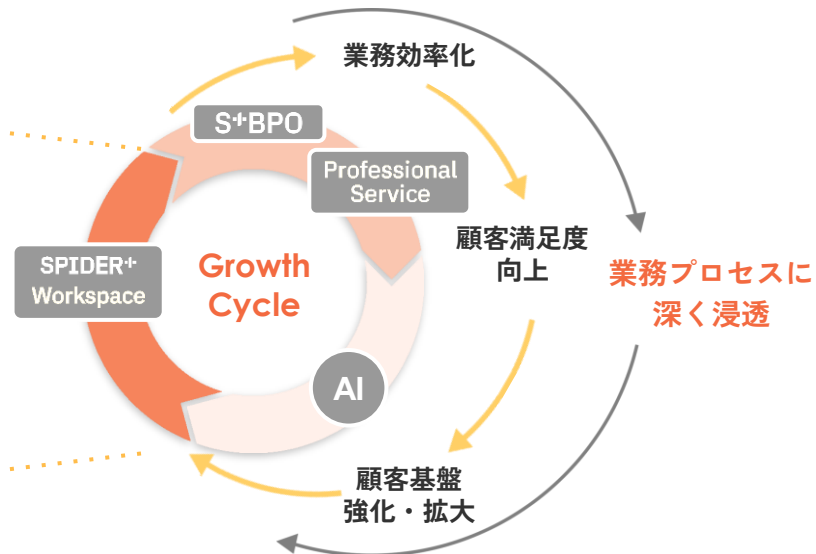 業務効率化
S+BPO
Professional
Service
顧客満足度
向上
SPIDER+
Workspace
Growth
Cycle
業務プロセスに
深く浸透
AI
顧客基盤
強化・拡大